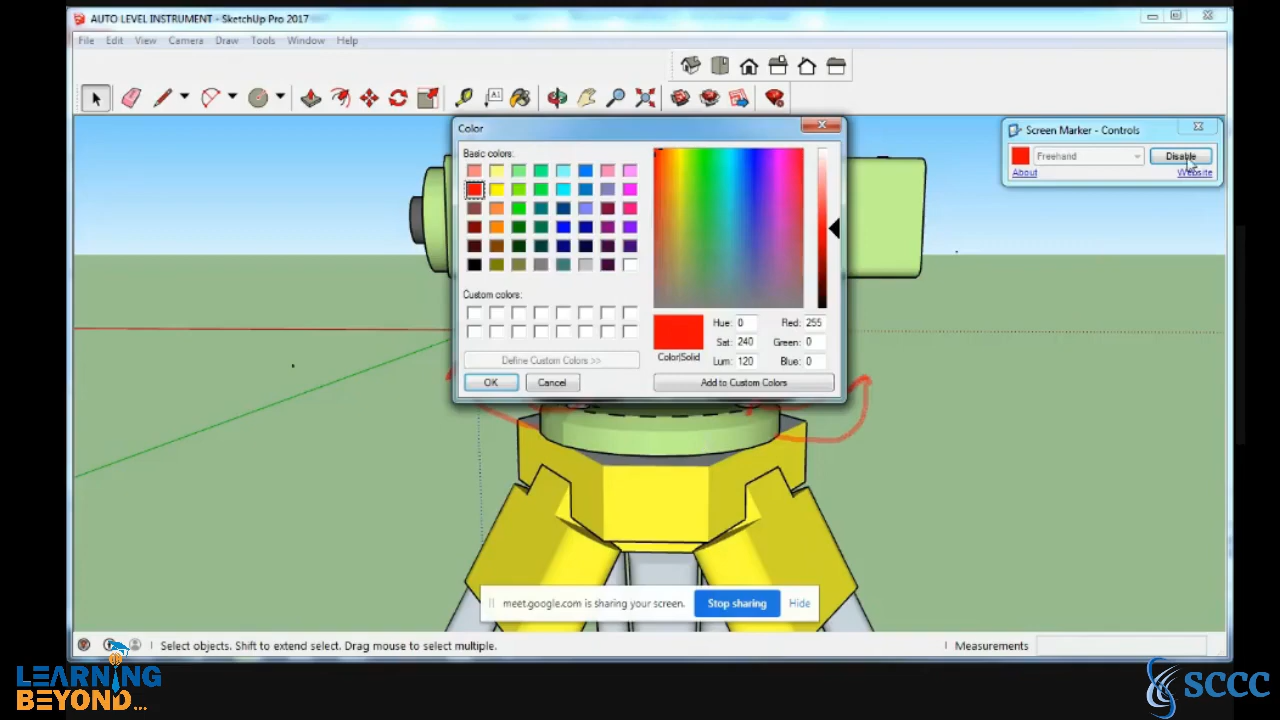 AUTO LEVEL INSTRUMENT - SketchUp Pro 2017
File Edit View Camera Draw Tools Window Help
A1
Color
Basic colors:
Custom colors:
Define Custom Colors >>
OK Cancel
Color|Solid
Hue: 0 Red: 255
Sat: 240 Green: 0
Lum: 120 Blue: 0
Add to Custom Colors
Screen Marker - Controls
Freehand Disable
About Website
meet.google.com is sharing your screen. Stop sharing Hide
Select objects. Shift to extend select. Drag mouse to select multiple. Measurements
LEARNING
BEYOND...
SCCC